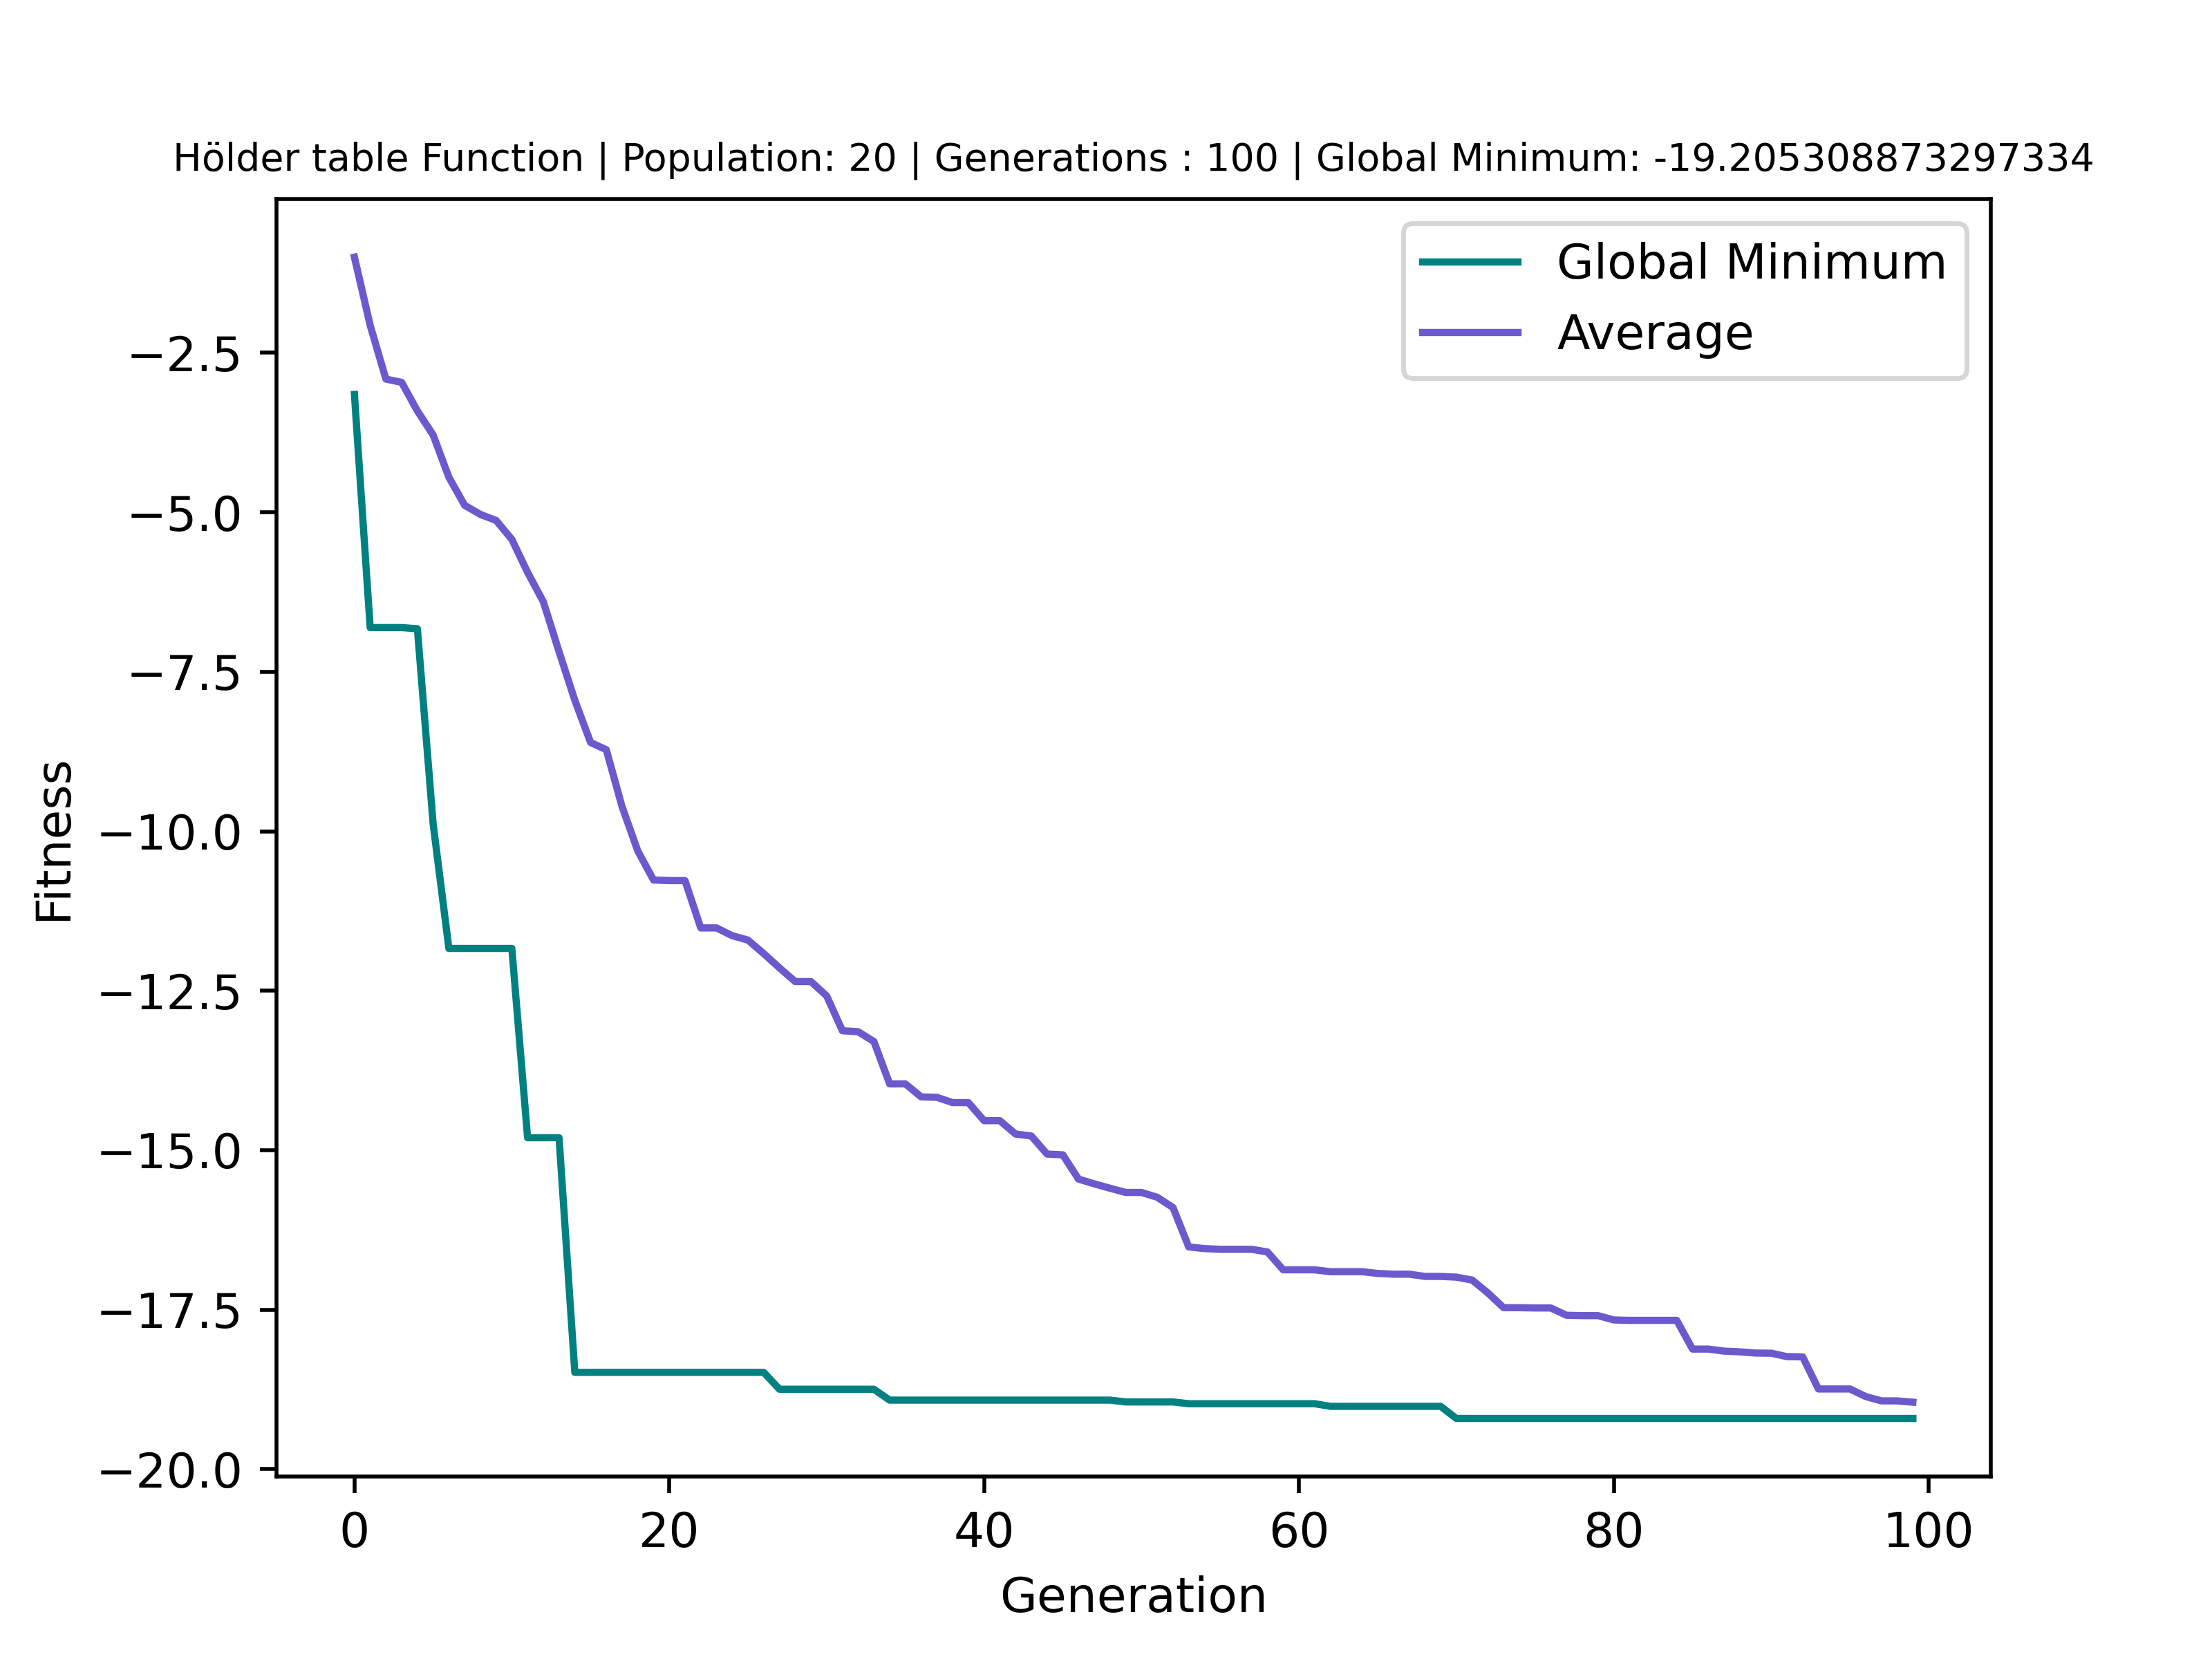 Hölder table Function | Population: 20 | Generations : 100 | Global Minimum: -19.205308873297334
Global Minimum
Average
−2.5
−5.0
−7.5
−10.0
−12.5
−15.0
−17.5
−20.0
Fitness
0 20 40 60 80 100
Generation